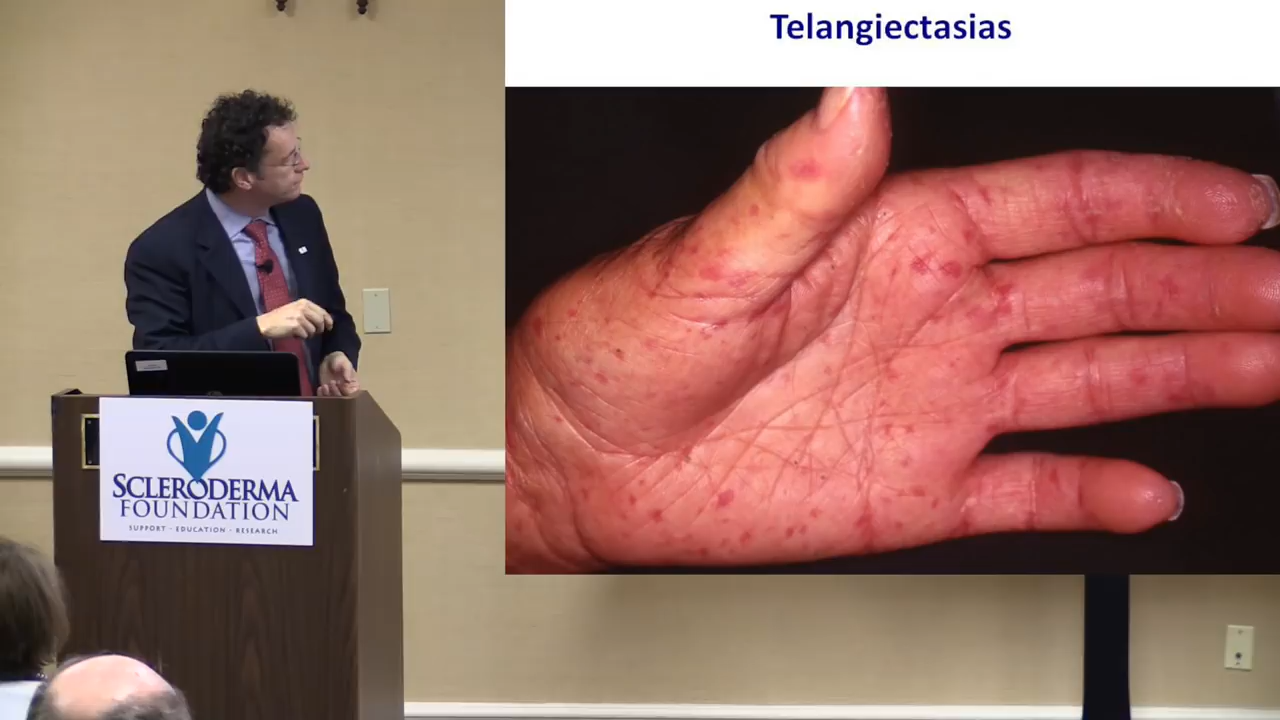 Telangiectasias
SCLERODERMA
FOUNDATION
SUPPORT - EDUCATION - RESEARCH